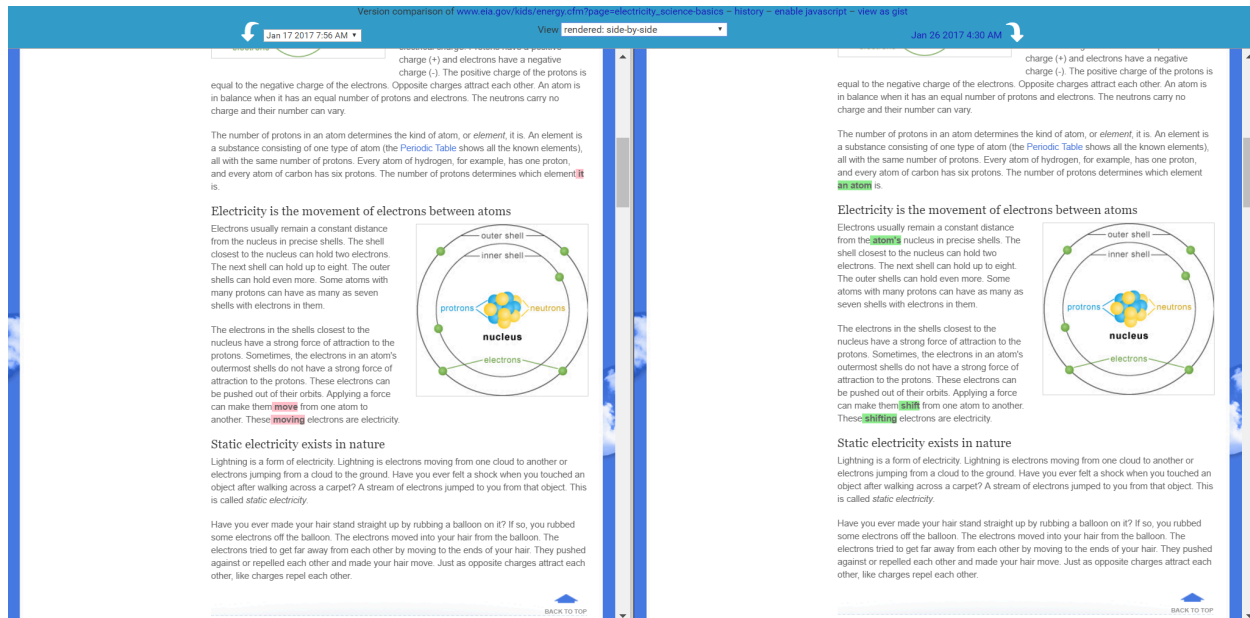 Version comparison of www.eia.gov/kids/energy.cfm?page=electricity_science-basics – history – enable javascript – view as gist
Jan 17 2017 7:56 AM
View rendered: side-by-side
Jan 26 2017 4:30 AM
electrons
charge (+) and electrons have a negative
charge (-). The positive charge of the protons is
equal to the negative charge of the electrons. Opposite charges attract each other. An atom is
in balance when it has an equal number of protons and electrons. The neutrons carry no
charge and their number can vary.
The number of protons in an atom determines the kind of atom, or element, it is. An element is
a substance consisting of one type of atom (the Periodic Table shows all the known elements),
all with the same number of protons. Every atom of hydrogen, for example, has one proton,
and every atom of carbon has six protons. The number of protons determines which element it
is.
Electricity is the movement of electrons between atoms
Electrons usually remain a constant distance
from the nucleus in precise shells. The shell
closest to the nucleus can hold two electrons.
The next shell can hold up to eight. The outer
shells can hold even more. Some atoms with
many protons can have as many as seven
shells with electrons in them.
The electrons in the shells closest to the
nucleus have a strong force of attraction to the
protons. Sometimes, the electrons in an atom's
outermost shells do not have a strong force of
attraction to the protons. These electrons can
be pushed out of their orbits. Applying a force
can make them move from one atom to
another. These moving electrons are electricity.
outer shell
inner shell
protrons
neutrons
nucleus
electrons
Static electricity exists in nature
Lightning is a form of electricity. Lightning is electrons moving from one cloud to another or
electrons jumping from a cloud to the ground. Have you ever felt a shock when you touched an
object after walking across a carpet? A stream of electrons jumped to you from that object. This
is called static electricity.
Have you ever made your hair stand straight up by rubbing a balloon on it? If so, you rubbed
some electrons off the balloon. The electrons moved into your hair from the balloon. The
electrons tried to get far away from each other by moving to the ends of your hair. They pushed
against or repelled each other and made your hair move. Just as opposite charges attract each
other, like charges repel each other.
BACK TO TOP
charge (+) and electrons have a negative
charge (-). The positive charge of the protons is
equal to the negative charge of the electrons. Opposite charges attract each other. An atom is
in balance when it has an equal number of protons and electrons. The neutrons carry no
charge and their number can vary.
The number of protons in an atom determines the kind of atom, or element, it is. An element is
a substance consisting of one type of atom (the Periodic Table shows all the known elements),
all with the same number of protons. Every atom of hydrogen, for example, has one proton,
and every atom of carbon has six protons. The number of protons determines which element
an atom is.
Electricity is the movement of electrons between atoms
Electrons usually remain a constant distance
from the atom's nucleus in precise shells. The
shell closest to the nucleus can hold two
electrons. The next shell can hold up to eight.
The outer shells can hold even more. Some
atoms with many protons can have as many as
seven shells with electrons in them.
The electrons in the shells closest to the
nucleus have a strong force of attraction to the
protons. Sometimes, the electrons in an atom's
outermost shells do not have a strong force of
attraction to the protons. These electrons can
be pushed out of their orbits. Applying a force
can make them shift from one atom to another.
These shifting electrons are electricity.
outer shell
inner shell
protrons
neutrons
nucleus
electrons
Static electricity exists in nature
Lightning is a form of electricity. Lightning is electrons moving from one cloud to another or
electrons jumping from a cloud to the ground. Have you ever felt a shock when you touched an
object after walking across a carpet? A stream of electrons jumped to you from that object. This
is called static electricity.
Have you ever made your hair stand straight up by rubbing a balloon on it? If so, you rubbed
some electrons off the balloon. The electrons moved into your hair from the balloon. The
electrons tried to get far away from each other by moving to the ends of your hair. They pushed
against or repelled each other and made your hair move. Just as opposite charges attract each
other, like charges repel each other.
BACK TO TOP